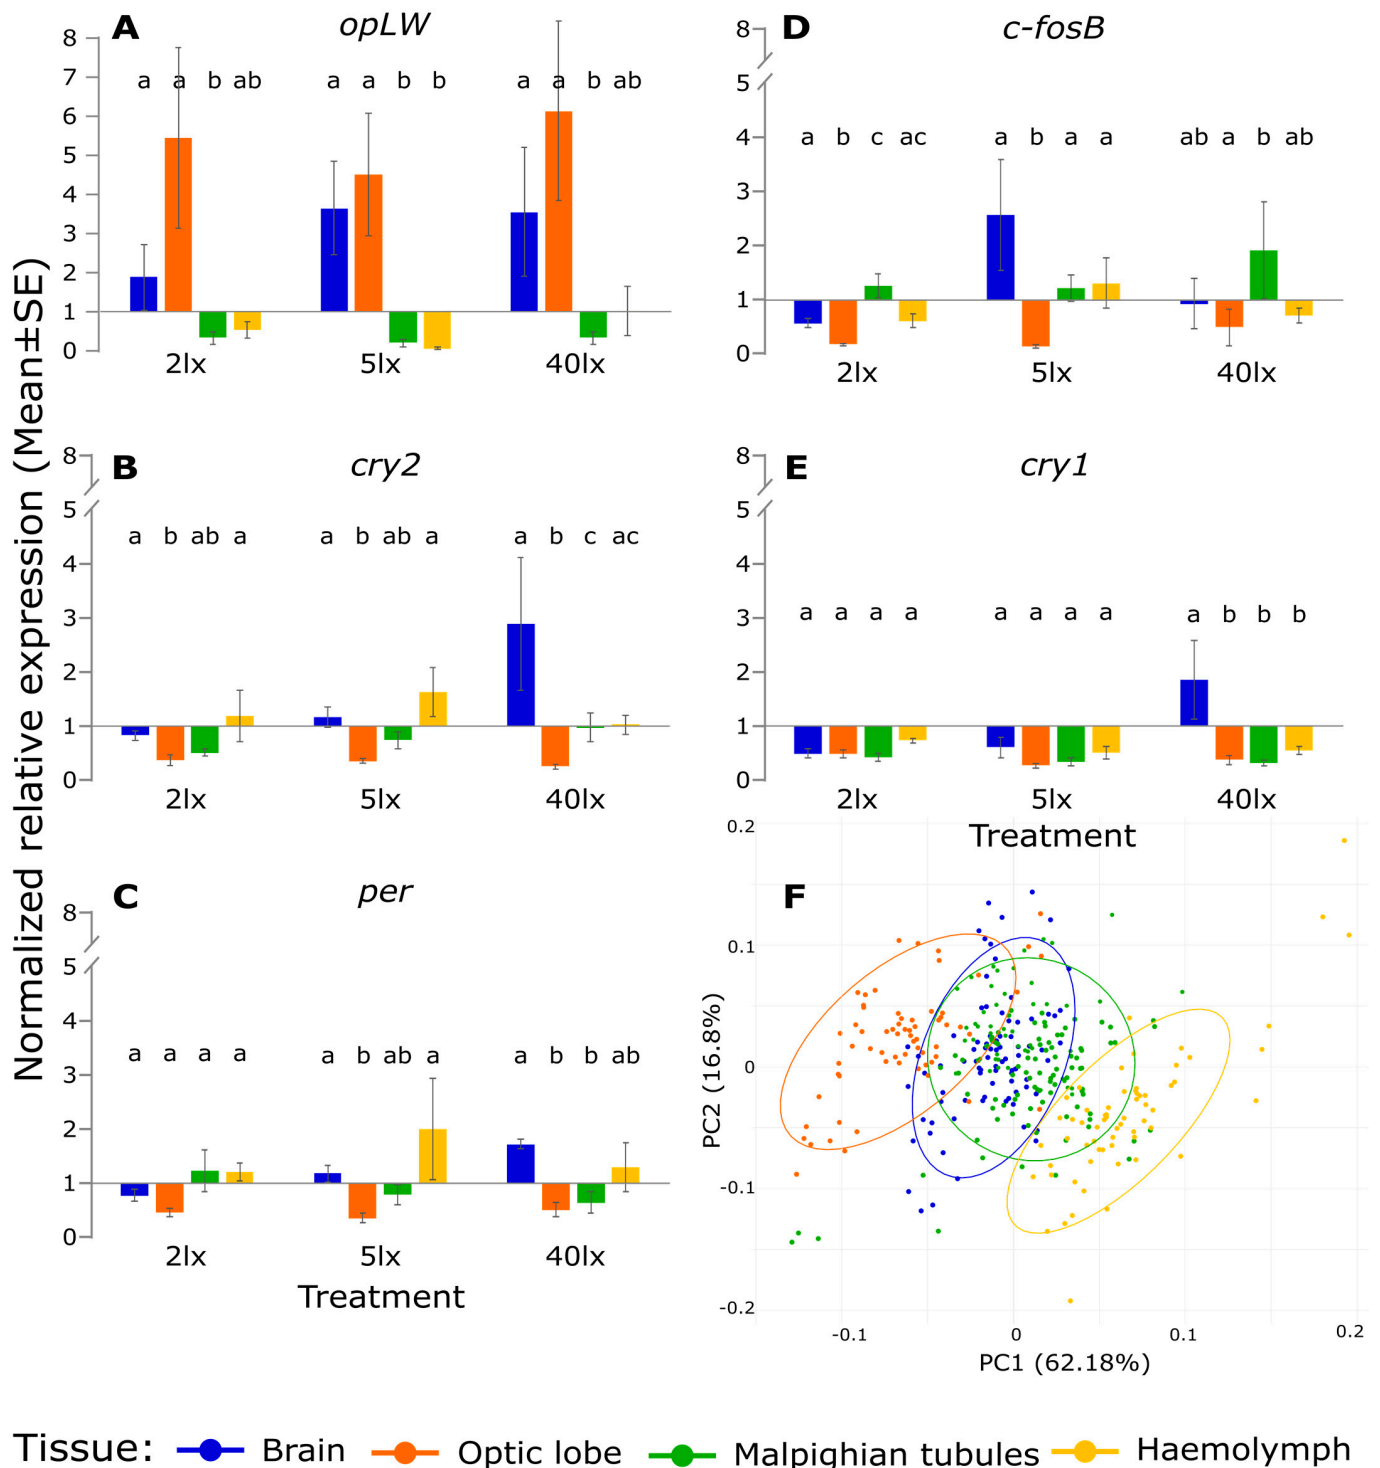 Normalized relative expression (Mean±SE)
A
opLW
8
7
6
5
4
3
2
1
0
a a b ab
a a b b
a a b ab
2lx 5lx 40lx
B
cry2
8
5
4
3
2
1
0
a b ab a
a b ab a
a b c ac
2lx 5lx 40lx
C
per
8
5
4
3
2
1
0
a a a a
a b ab a
a b b ab
2lx 5lx 40lx
Treatment
D
c-fosB
8
5
4
3
2
1
0
a b c ac
a b a a
ab a b ab
2lx 5lx 40lx
E
cry1
8
5
4
3
2
1
0
a a a a
a a a a
a b b b
2lx 5lx 40lx
Treatment
F
PC2 (16.8%)
0.2
0.1
0
-0.1
-0.2
-0.1 0 0.1 0.2
PC1 (62.18%)
Tissue: Brain Optic lobe Malpighian tubules Haemolymph